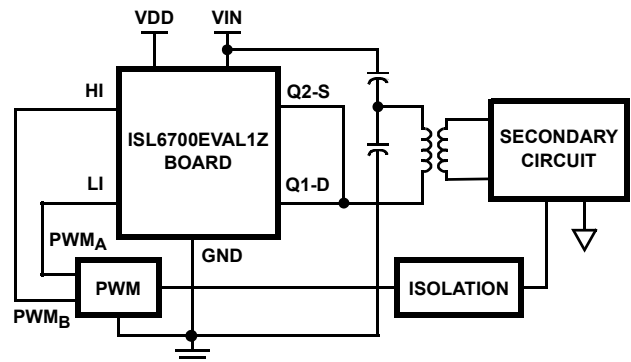 VDD
VIN
HI
Q2-S
ISL6700EVAL1Z
BOARD
SECONDARY
CIRCUIT
LI
Q1-D
PWMA
GND
PWM
ISOLATION
PWMB